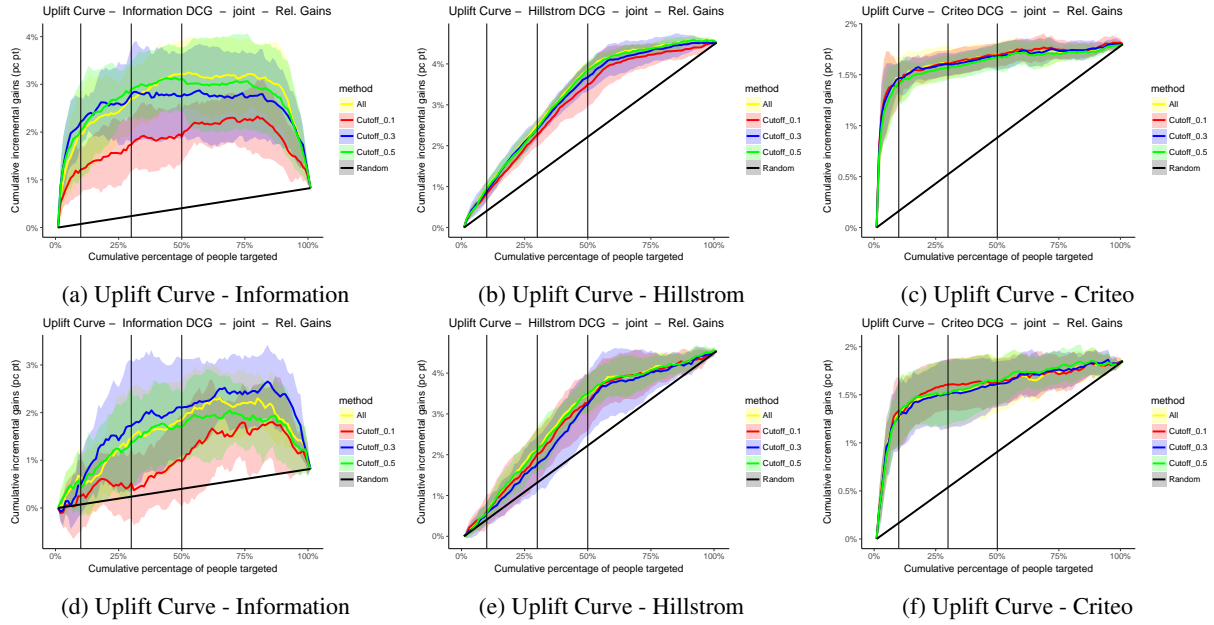 Uplift Curve – Information DCG – joint – Rel. Gains
Cumulative incremental gains (pc pt)
4%
3%
2%
1%
0%
0%
25%
50%
75%
100%
Cumulative percentage of people targeted
method
All
Cutoff_0.1
Cutoff_0.3
Cutoff_0.5
Random
(a) Uplift Curve - Information
Uplift Curve – Hillstrom DCG – joint – Rel. Gains
Cumulative incremental gains (pc pt)
4%
3%
2%
1%
0%
0%
25%
50%
75%
100%
Cumulative percentage of people targeted
method
All
Cutoff_0.1
Cutoff_0.3
Cutoff_0.5
Random
(b) Uplift Curve - Hillstrom
Uplift Curve – Criteo DCG – joint – Rel. Gains
Cumulative incremental gains (pc pt)
2%
1.5%
1%
0.5%
0%
0%
25%
50%
75%
100%
Cumulative percentage of people targeted
method
All
Cutoff_0.1
Cutoff_0.3
Cutoff_0.5
Random
(c) Uplift Curve - Criteo
Uplift Curve – Information DCG – joint – Rel. Gains
Cumulative incremental gains (pc pt)
3%
2%
1%
0%
0%
25%
50%
75%
100%
Cumulative percentage of people targeted
method
All
Cutoff_0.1
Cutoff_0.3
Cutoff_0.5
Random
(d) Uplift Curve - Information
Uplift Curve – Hillstrom DCG – joint – Rel. Gains
Cumulative incremental gains (pc pt)
4%
3%
2%
1%
0%
0%
25%
50%
75%
100%
Cumulative percentage of people targeted
method
All
Cutoff_0.1
Cutoff_0.3
Cutoff_0.5
Random
(e) Uplift Curve - Hillstrom
Uplift Curve – Criteo DCG – joint – Rel. Gains
Cumulative incremental gains (pc pt)
2%
1.5%
1%
0.5%
0%
0%
25%
50%
75%
100%
Cumulative percentage of people targeted
method
All
Cutoff_0.1
Cutoff_0.3
Cutoff_0.5
Random
(f) Uplift Curve - Criteo